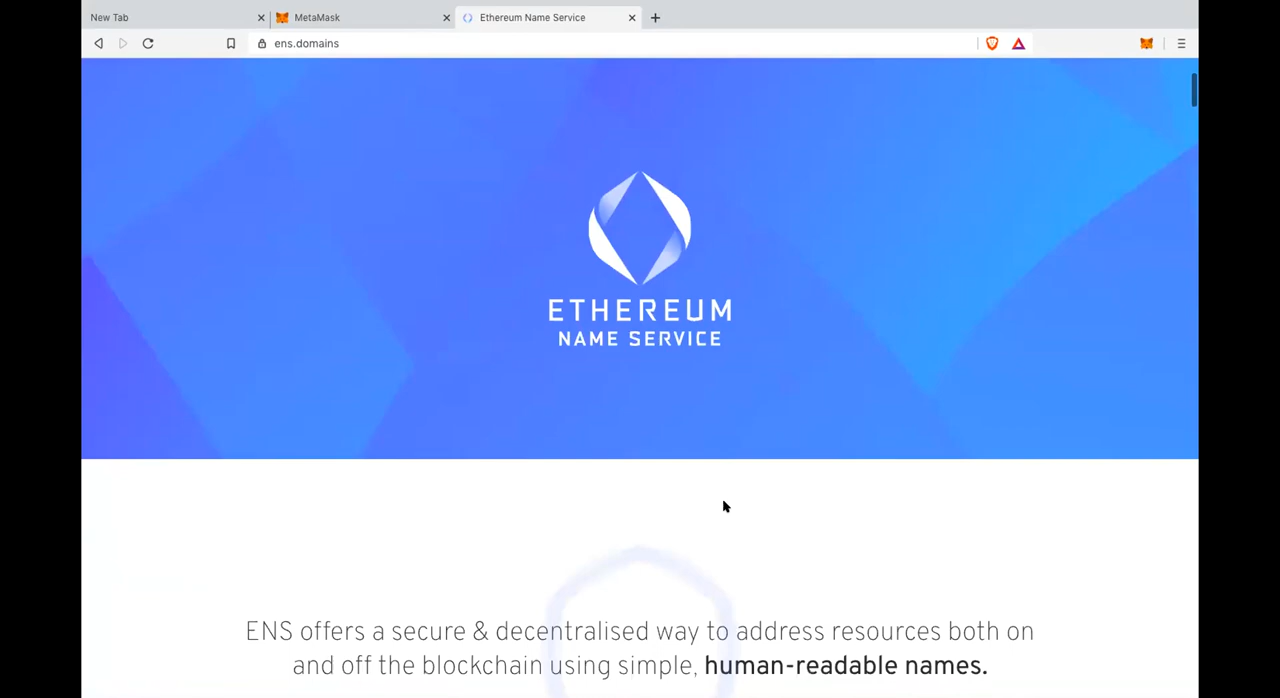 New Tab
MetaMask
Ethereum Name Service
ens.domains
ETHEREUM
NAME SERVICE
ENS offers a secure & decentralised way to address resources both on
and off the blockchain using simple, human-readable names.